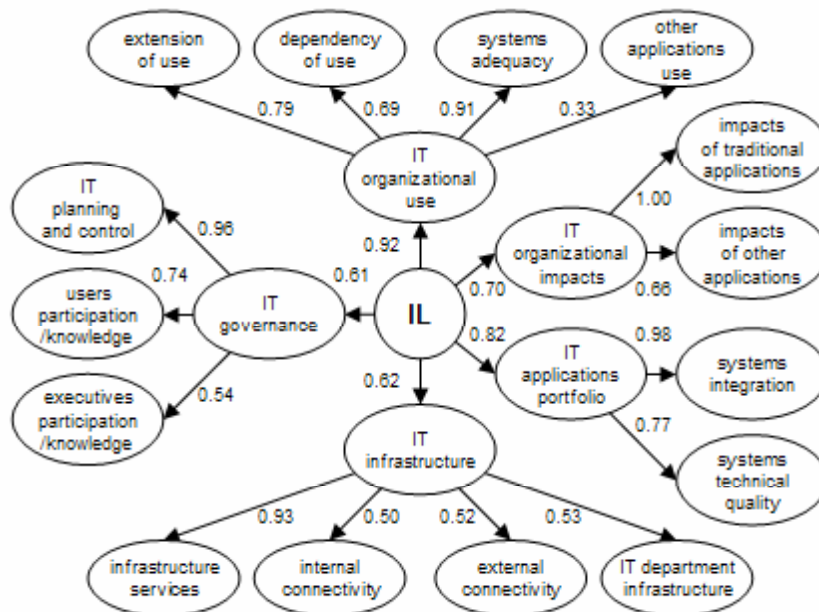 extension
of use
dependency
of use
systems
adequacy
other
applications
use
0.79
0.69
0.91
0.33
IT
organizational
use
impacts
of traditional
applications
IT
planning
and control
0.96
1.00
0.92
IT
organizational
impacts
impacts
of other
applications
0.74
0.61
0.70
0.66
users
participation
/knowledge
IT
governance
IL
0.82
0.98
IT
applications
portfolio
systems
integration
0.54
0.62
executives
participation
/knowledge
0.77
IT
infrastructure
systems
technical
quality
0.93
0.50
0.52
0.53
infrastructure
services
internal
connectivity
external
connectivity
IT department
infrastructure